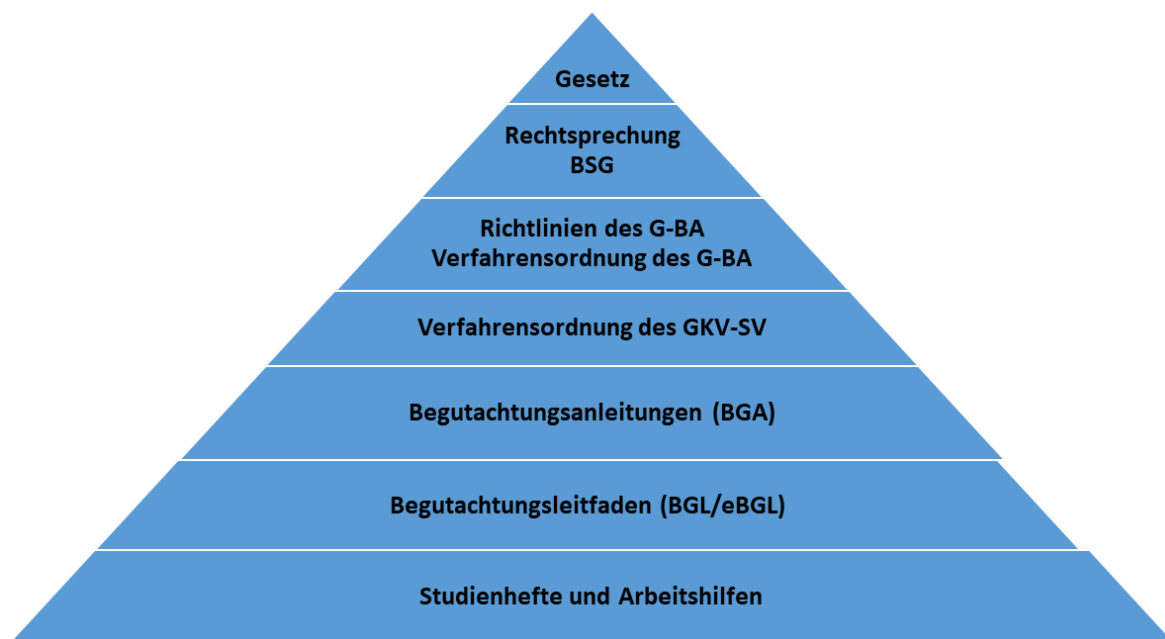 Gesetz
Rechtsprechung
BSG
Richtlinien des G-BA
Verfahrensordnung des G-BA
Verfahrensordnung des GKV-SV
Begutachtungsanleitungen (BGA)
Begutachtungsleitfaden (BGL/eBGL)
Studienhefte und Arbeitshilfen